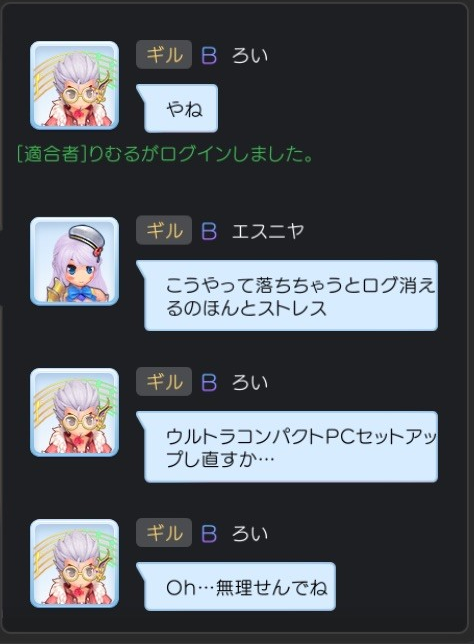 ギル B ろい
やね
[適合者]りむるがログインしました。
ギル B エスニヤ
こうやって落ちちゃうとログ消え
るのほんとストレス
ギル B ろい
ウルトラコンパクトPCセットアッ
プし直すか…
ギル B ろい
Oh…無理せんでね